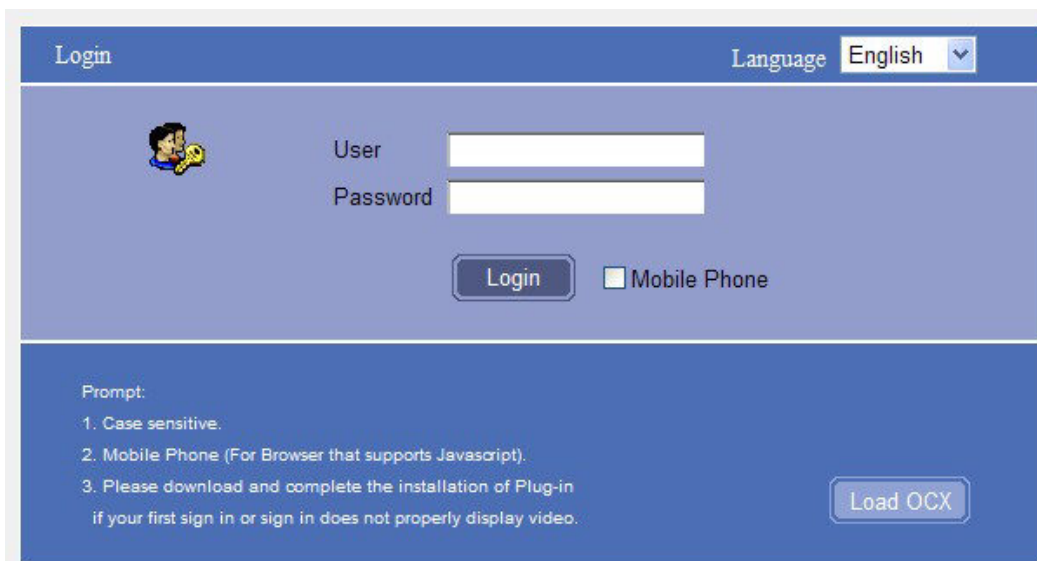 Login
Language English
User
Password
Login Mobile Phone
Prompt:
1. Case sensitive.
2. Mobile Phone (For Browser that supports Javascript).
3. Please download and complete the installation of Plug-in
if your first sign in or sign in does not properly display video.
Load OCX